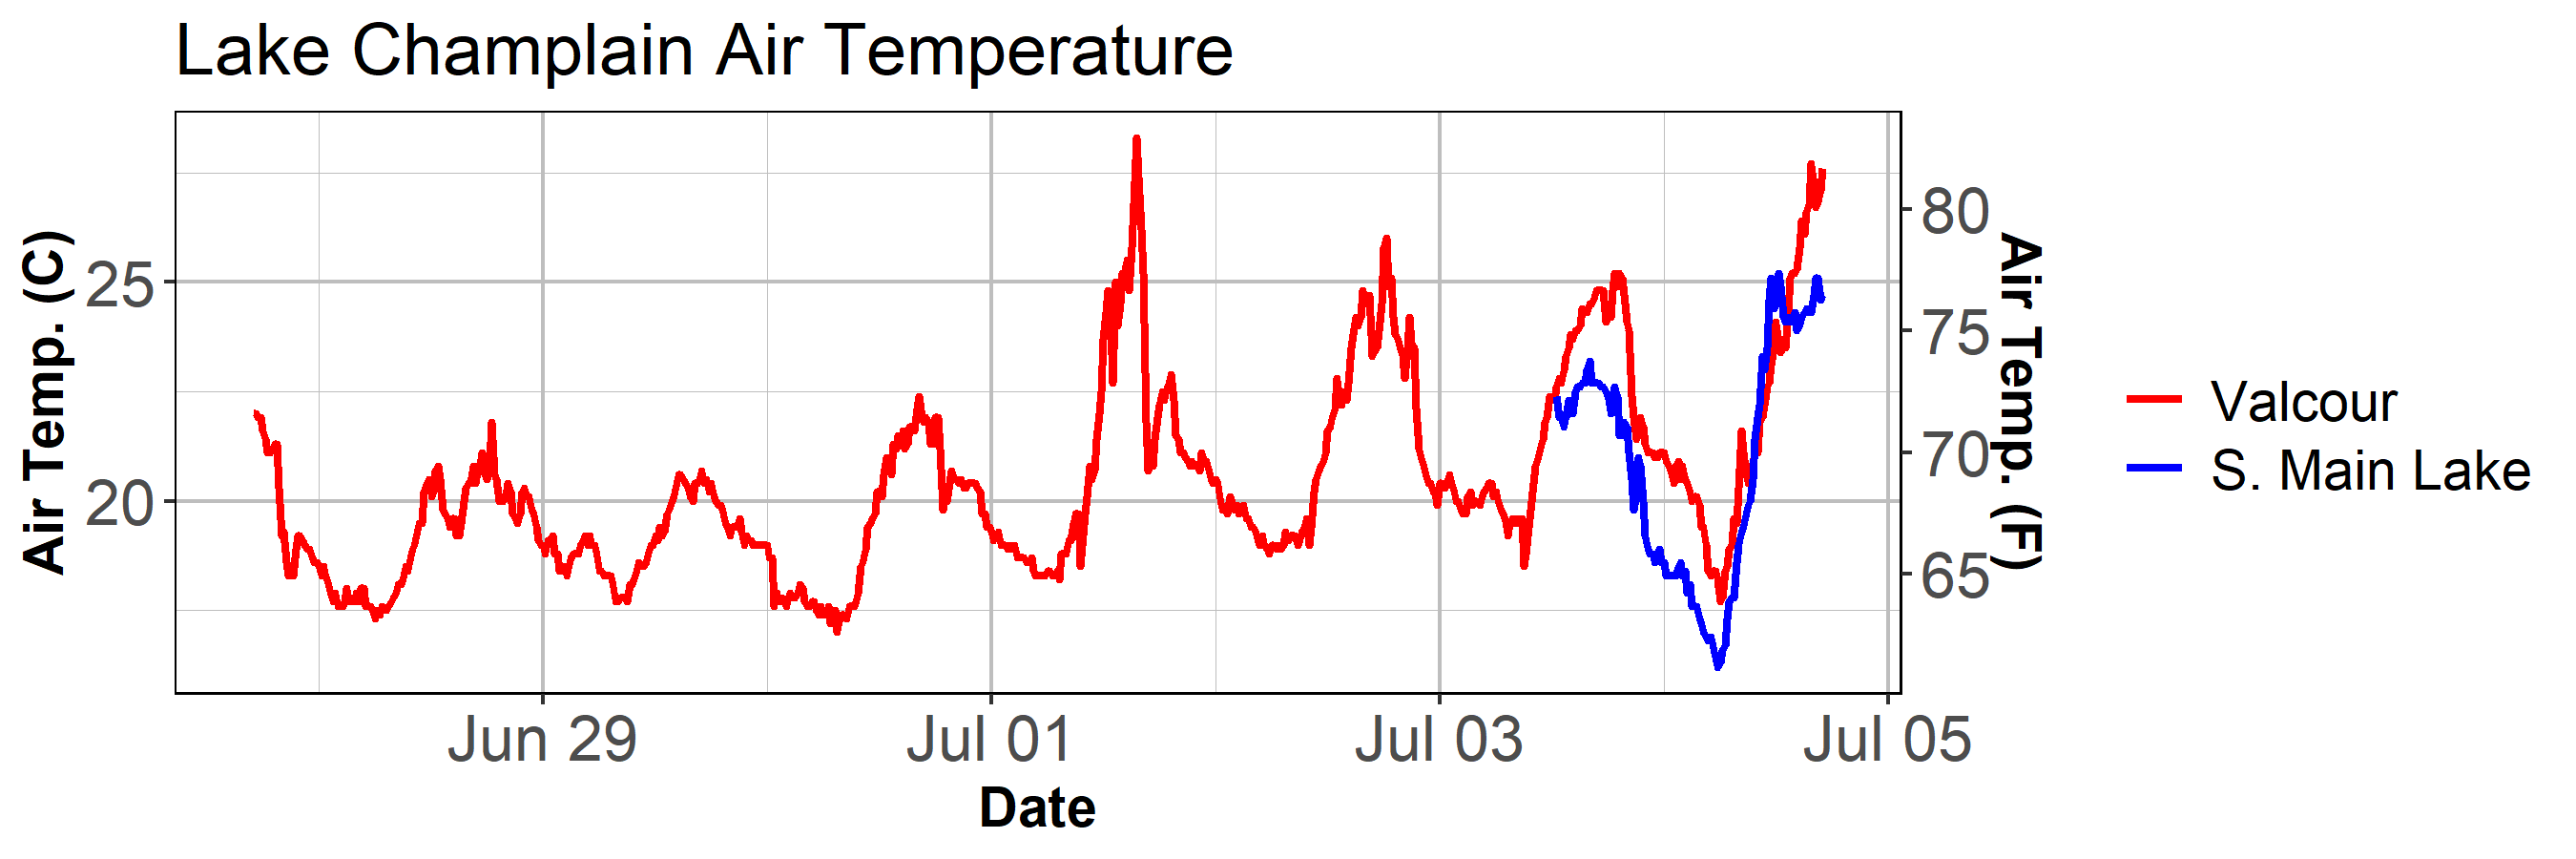 Lake Champlain Air Temperature
Air Temp. (C)
25
20
80
75
70
65
Air Temp. (F)
Valcour
S. Main Lake
Jun 29
Jul 01
Jul 03
Jul 05
Date